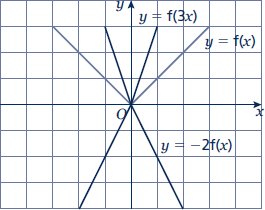 y
y = f(3x)
y = f(x)
O
x
y = −2f(x)